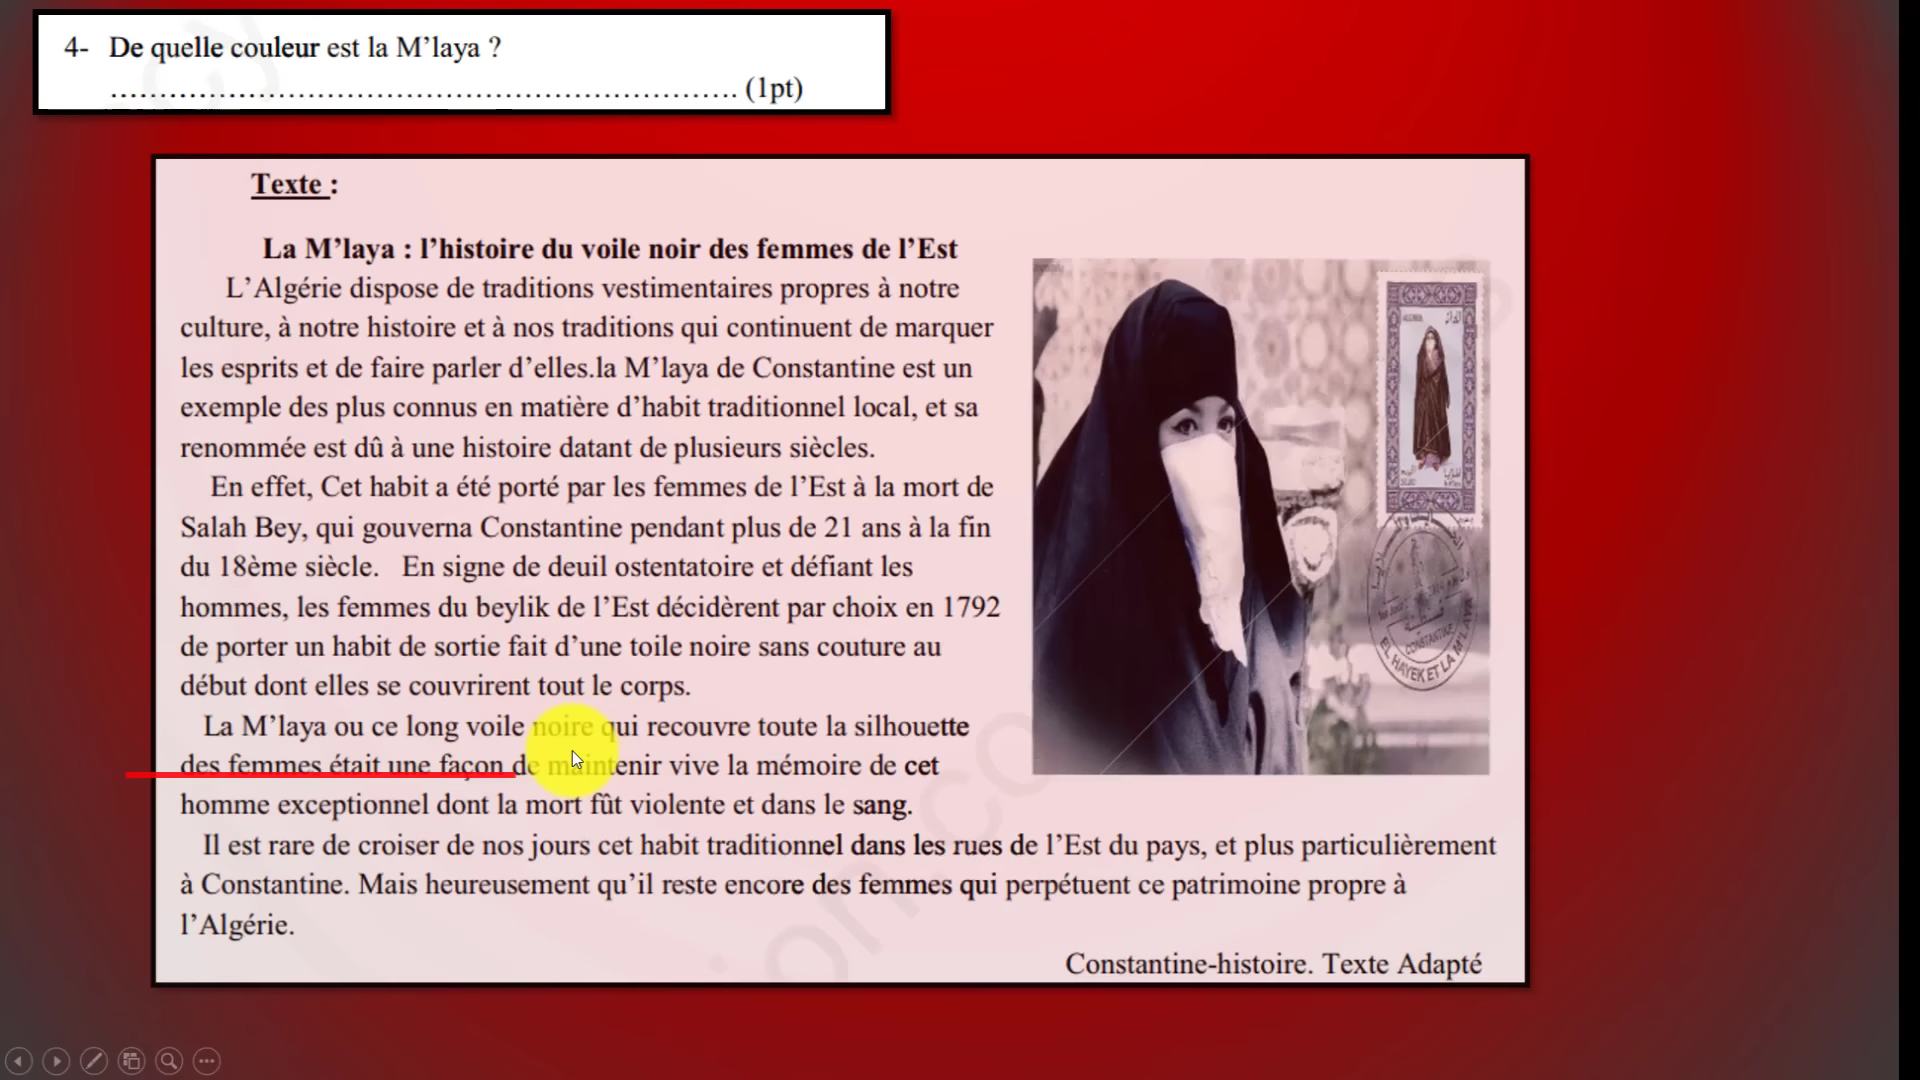 4- De quelle couleur est la M’laya ?
(1pt)
Texte :
La M’laya : l’histoire du voile noir des femmes de l’Est
L’Algérie dispose de traditions vestimentaires propres à notre
culture, à notre histoire et à nos traditions qui continuent de marquer
les esprits et de faire parler d’elles.la M’laya de Constantine est un
exemple des plus connus en matière d’habit traditionnel local, et sa
renommée est dû à une histoire datant de plusieurs siècles.
En effet, Cet habit a été porté par les femmes de l’Est à la mort de
Salah Bey, qui gouverna Constantine pendant plus de 21 ans à la fin
du 18ème siècle. En signe de deuil ostentatoire et défiant les
hommes, les femmes du beylik de l’Est décidèrent par choix en 1792
de porter un habit de sortie fait d’une toile noire sans couture au
début dont elles se couvrirent tout le corps.
La M’laya ou ce long voile noire qui recouvre toute la silhouette
des femmes était une façon de maintenir vive la mémoire de cet
homme exceptionnel dont la mort fût violente et dans le sang.
Il est rare de croiser de nos jours cet habit traditionnel dans les rues de l’Est du pays, et plus particulièrement
à Constantine. Mais heureusement qu’il reste encore des femmes qui perpétuent ce patrimoine propre à
l’Algérie.
Constantine-histoire. Texte Adapté
CONSTANTINE
EL HAYEK ET LA M'LAYA